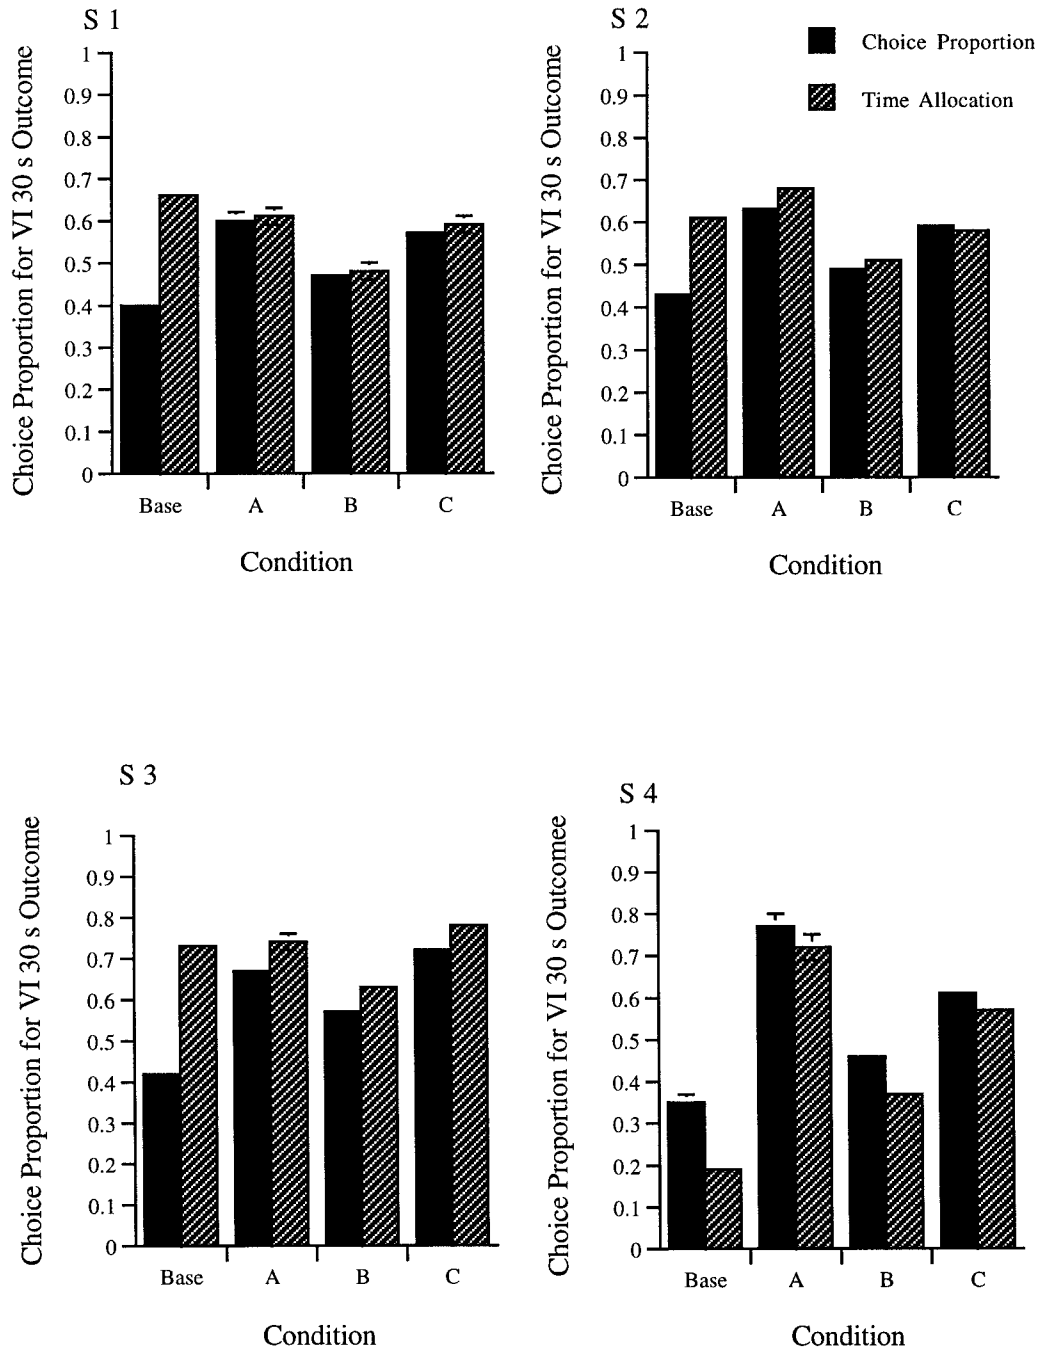 S 1
Choice Proportion for VI 30 s Outcome
1
0.9
0.8
0.7
0.6
0.5
0.4
0.3
0.2
0.1
0
Base A B C
Condition
S 2
Choice Proportion
Time Allocation
Choice Proportion for VI 30 s Outcome
1
0.9
0.8
0.7
0.6
0.5
0.4
0.3
0.2
0.1
0
Base A B C
Condition
S 3
Choice Proportion for VI 30 s Outcome
1
0.9
0.8
0.7
0.6
0.5
0.4
0.3
0.2
0.1
0
Base A B C
Condition
S 4
Choice Proportion for VI 30 s Outcomee
1
0.9
0.8
0.7
0.6
0.5
0.4
0.3
0.2
0.1
0
Base A B C
Condition